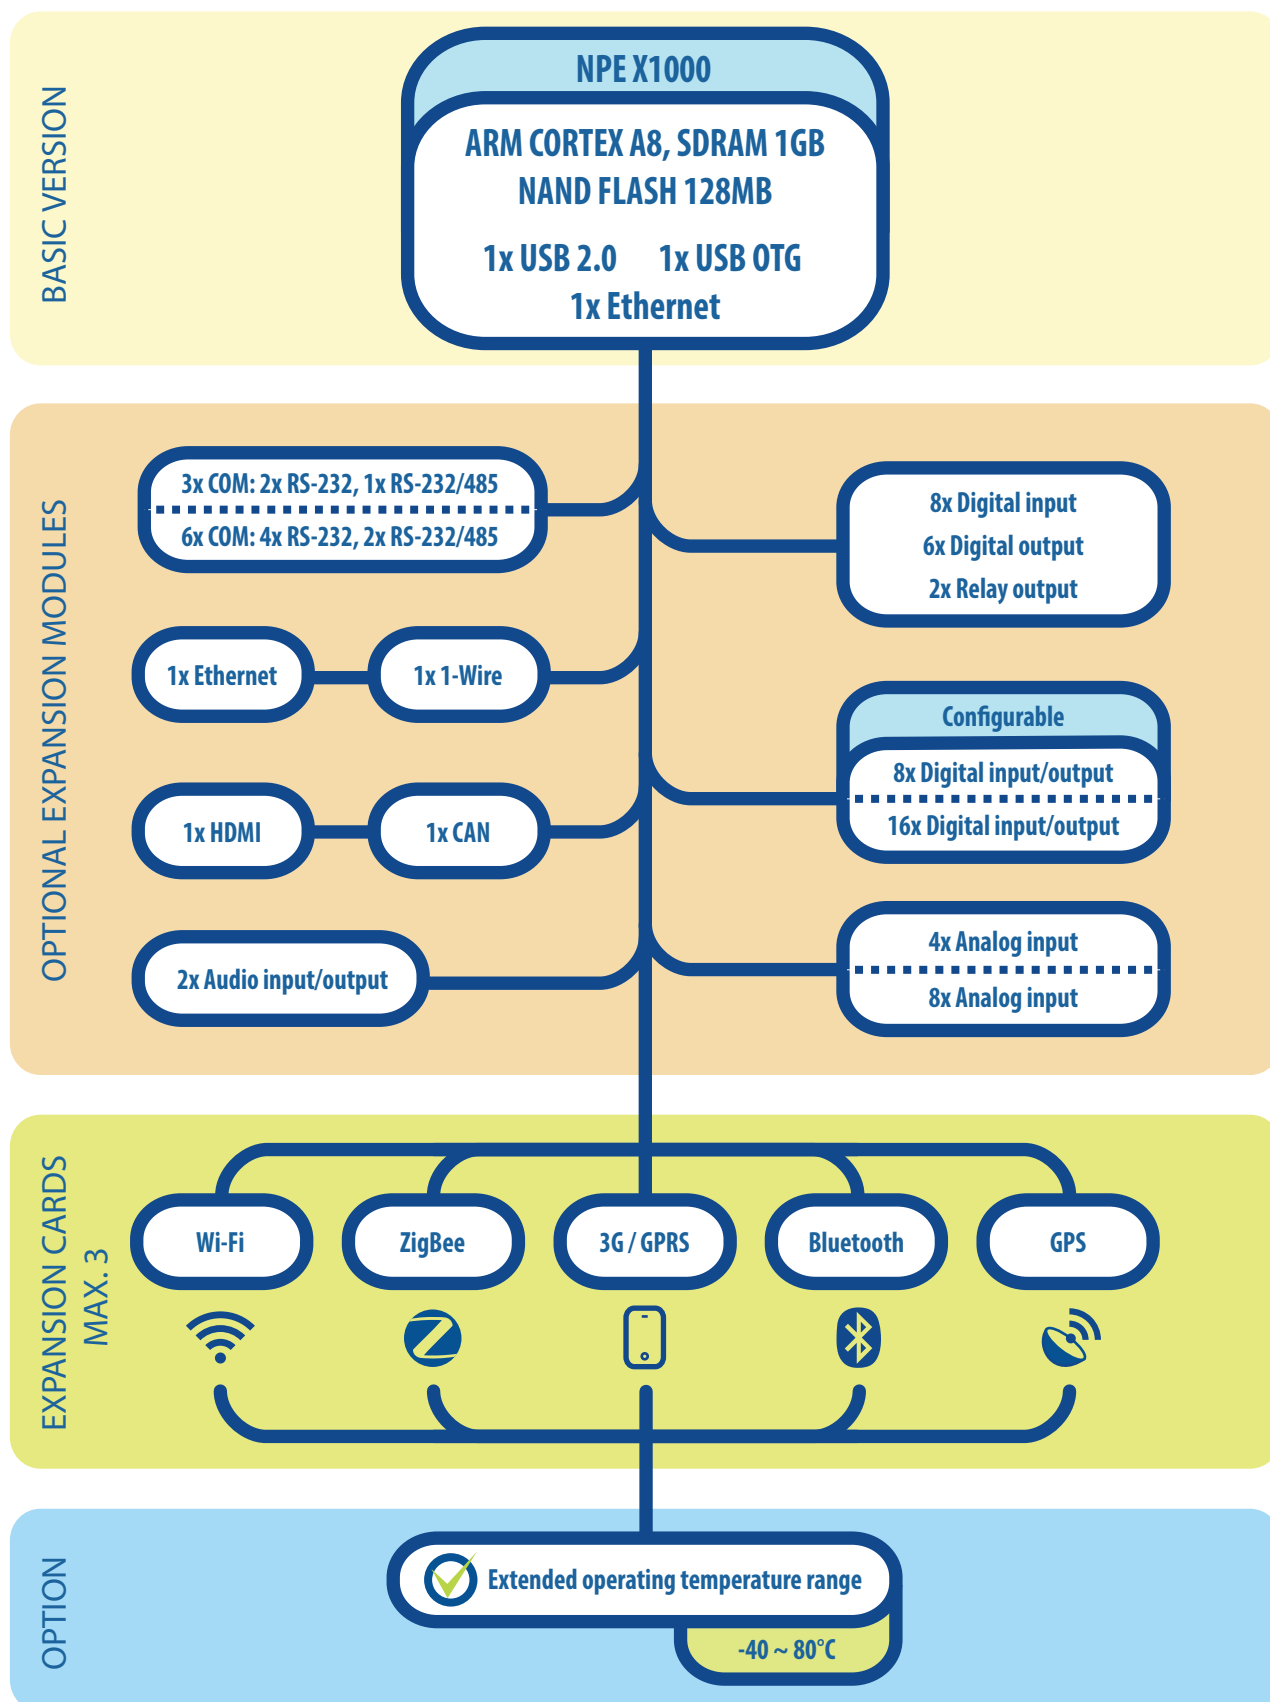 BASIC VERSION
NPE X1000
ARM CORTEX A8, SDRAM 1GB
NAND FLASH 128MB
1x USB 2.0 1x USB OTG
1x Ethernet
OPTIONAL EXPANSION MODULES
3x COM: 2x RS-232, 1x RS-232/485
6x COM: 4x RS-232, 2x RS-232/485
8x Digital input
6x Digital output
2x Relay output
1x Ethernet
1x 1-Wire
Configurable
8x Digital input/output
16x Digital input/output
1x HDMI
1x CAN
4x Analog input
8x Analog input
2x Audio input/output
EXPANSION CARDS
MAX. 3
Wi-Fi
ZigBee
3G / GPRS
Bluetooth
GPS
OPTION
Extended operating temperature range
-40 ~ 80°C